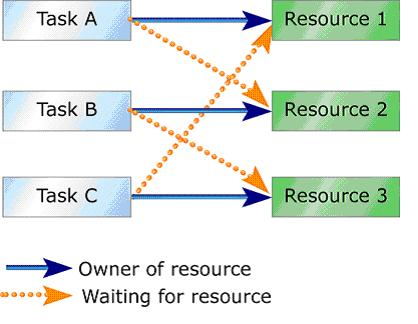 Task A
Resource 1
Task B
Resource 2
Task C
Resource 3
Owner of resource
Waiting for resource